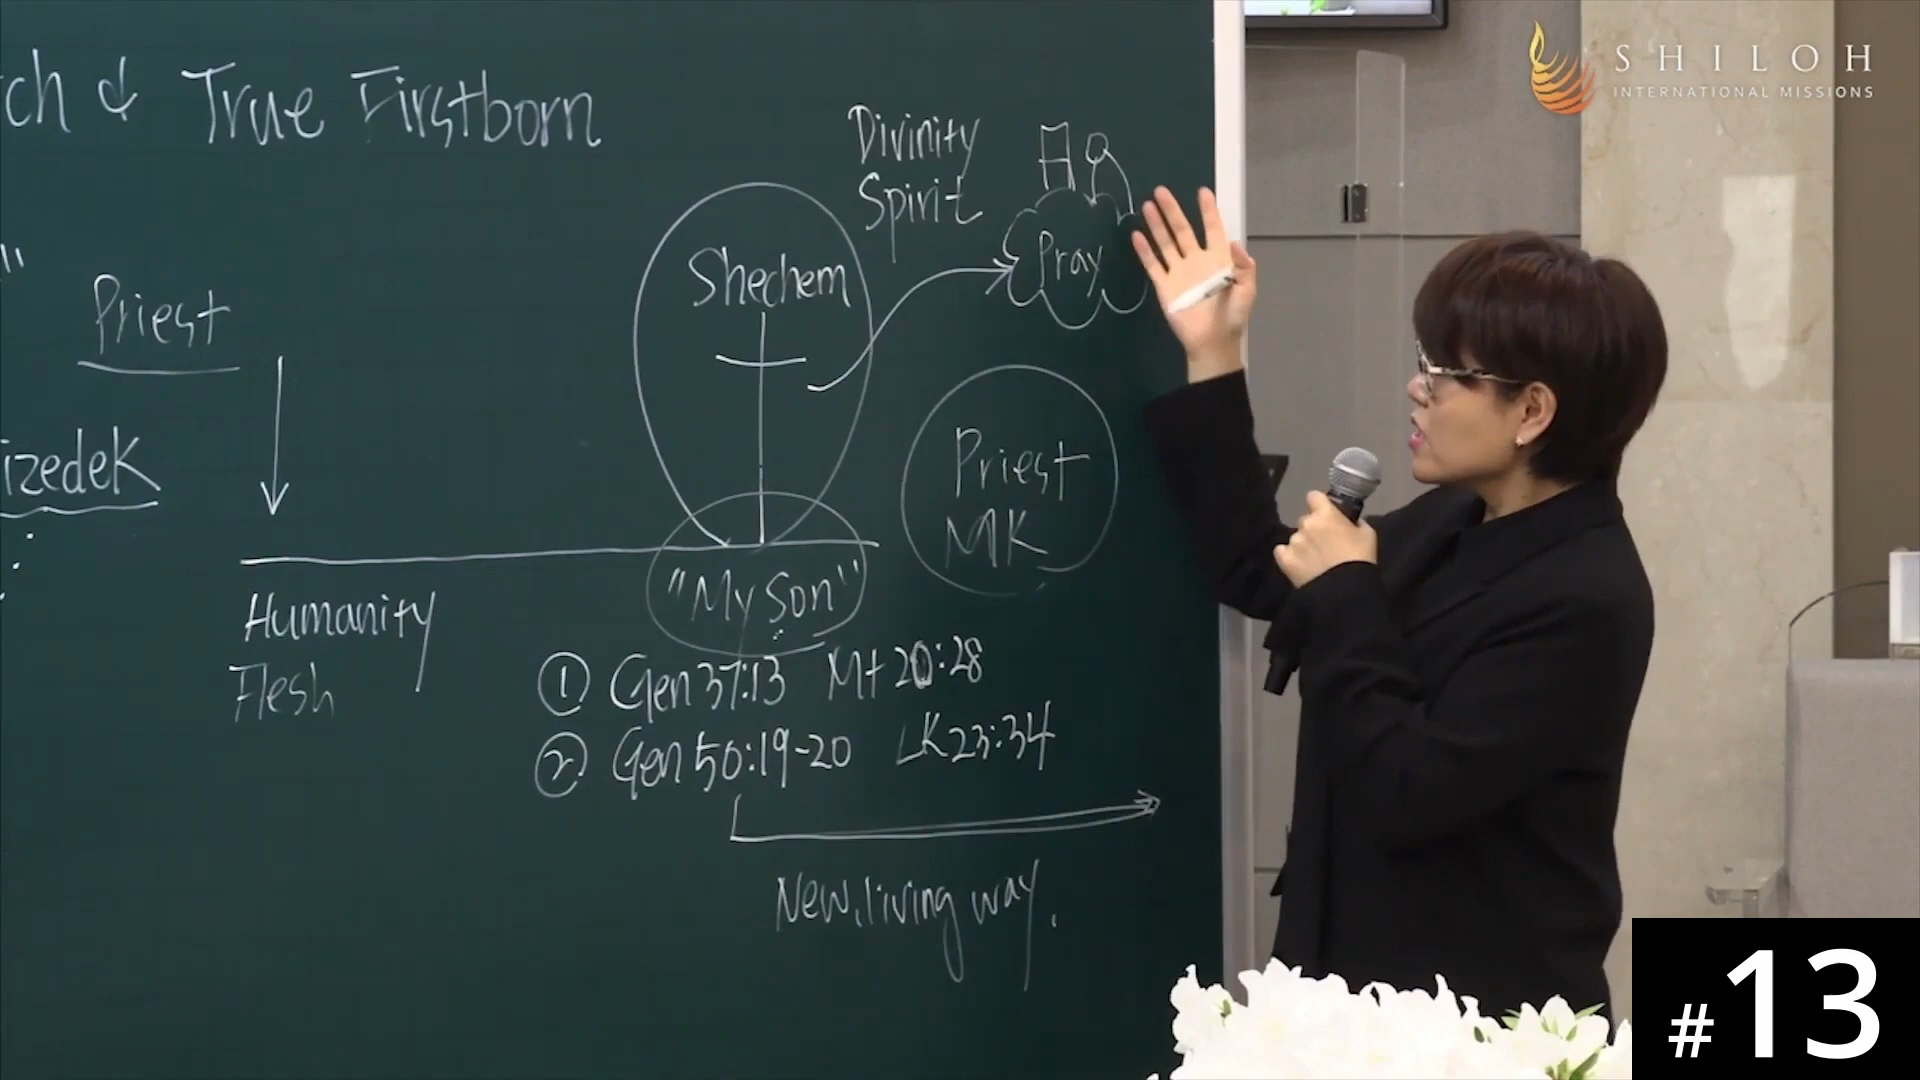 ch & True Firstborn
"
Priest
izedek
Humanity
Flesh
Divinity
Spirit
Shechem
Pray
Priest
MK
"My Son"
① Gen 37:13 Mt 20:28
② Gen 50:19-20 LK 23:34
New, living way.
SHILOH
INTERNATIONAL MISSIONS
#13